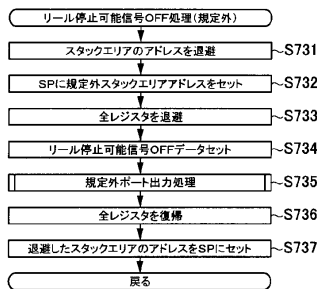 リール停止可能信号OFF処理(規定外)
スタックエリアのアドレスを退避
S731
SPに規定外スタックエリアアドレスをセット
S732
全レジスタを退避
S733
リール停止可能信号OFFデータセット
S734
規定外ポート出力処理
S735
全レジスタを復帰
S736
退避したスタックエリアのアドレスをSPにセット
S737
戻る